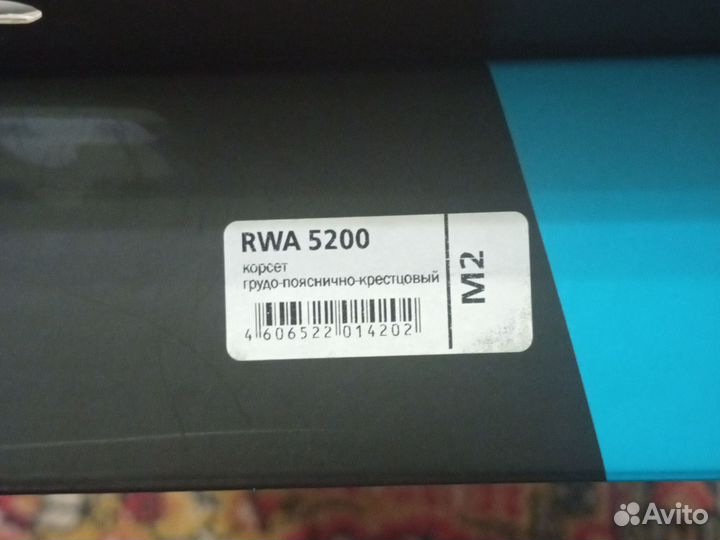 RWA 5200
корсет
грудо-пояснично-крестцовый
4 606522 014202
M2
Avito